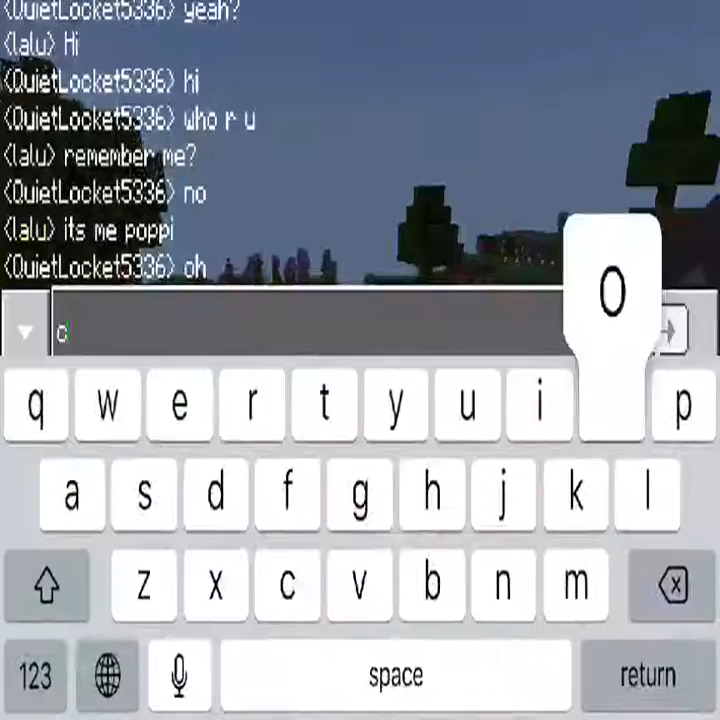 <QuietLocket5336> yeah?
<lalu> Hi
<QuietLocket5336> hi
<QuietLocket5336> who r u
<lalu> remember me?
<QuietLocket5336> no
<lalu> its me poppi
<QuietLocket5336> oh
c
o
q w e r t y u i p
a s d f g h j k l
z x c v b n m
123 space return